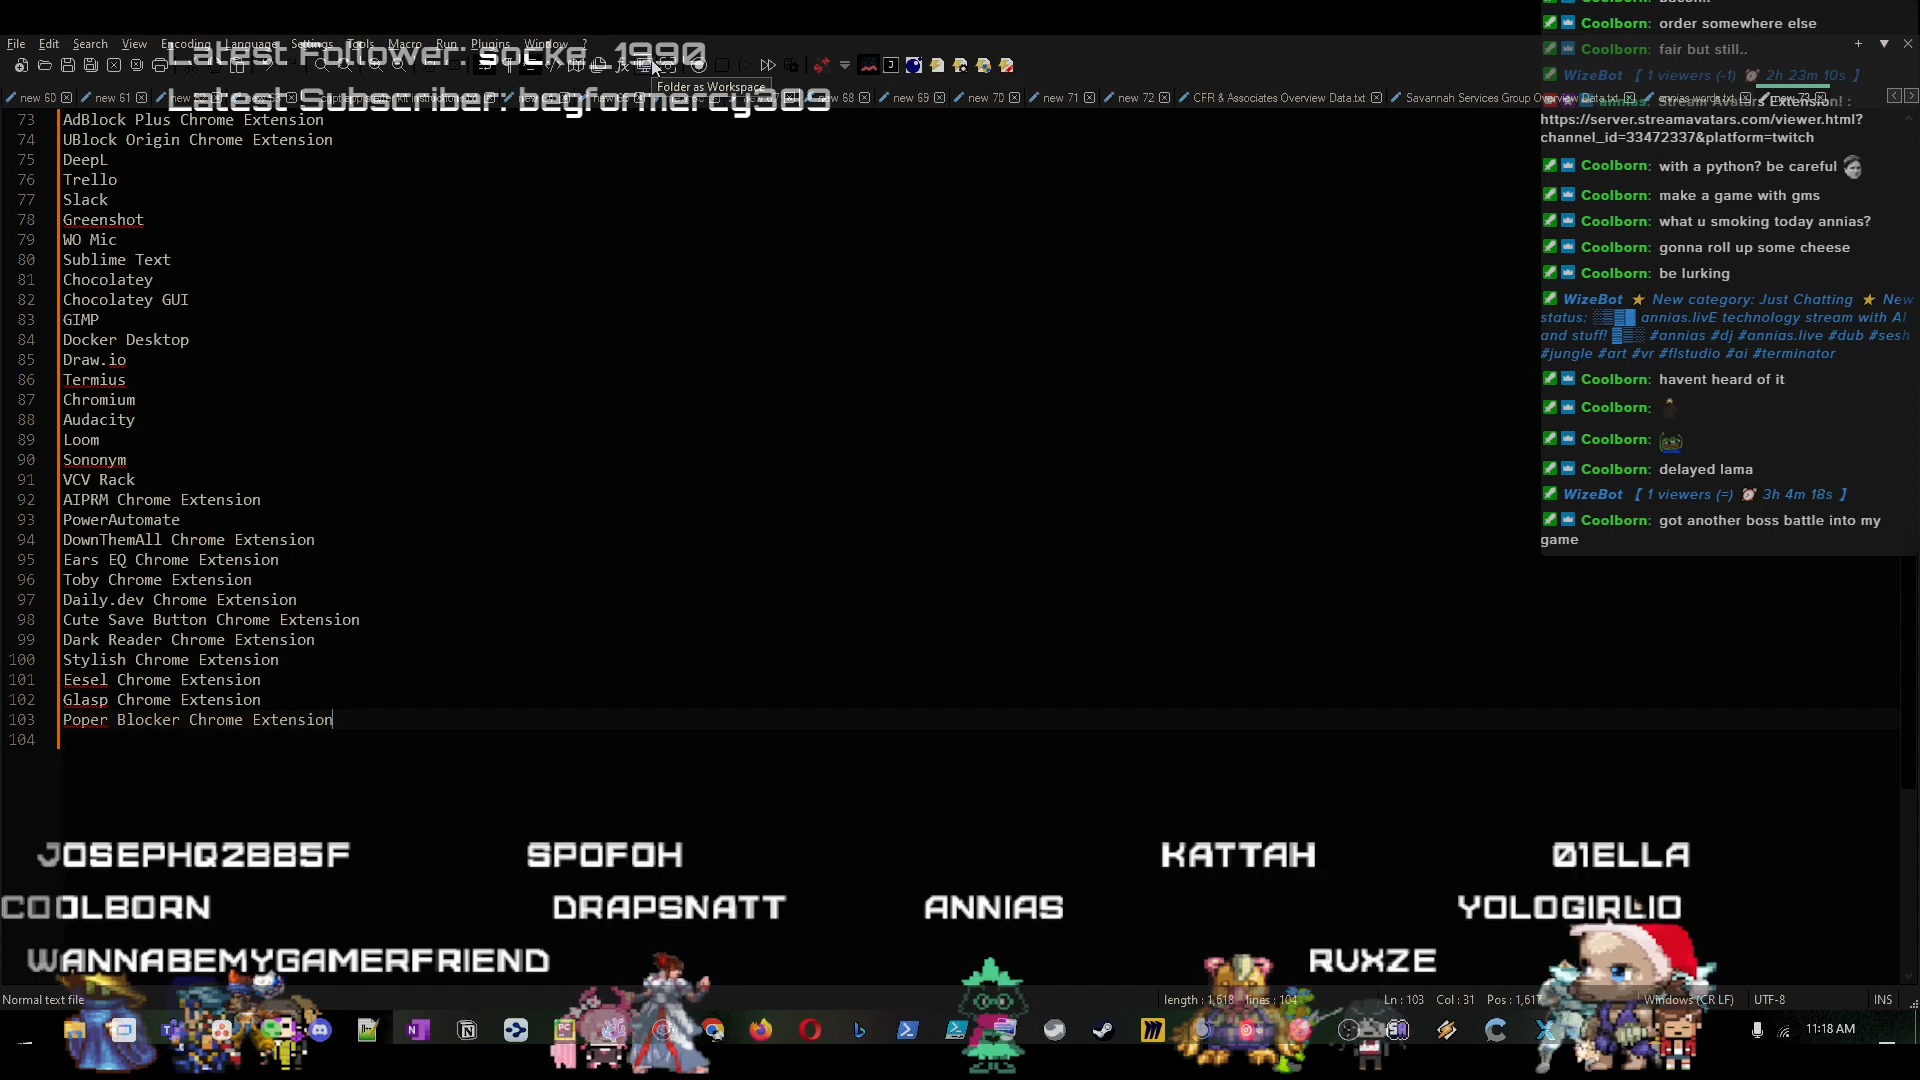 File Edit Search View Encoding Language Settings Tools Macro Run Plugins Window ?
Latest Follower: socke_1990
Folder as Workspace
Latest Subscriber: begformercy389
new 60
new 61
new 68
new 69
new 70
new 71
new 72
CFR & Associates Overview Data.txt
Savannah Services Group Overview Data.txt
annias words.txt
new 73
73 AdBlock Plus Chrome Extension
74 UBlock Origin Chrome Extension
75 DeepL
76 Trello
77 Slack
78 Greenshot
79 WO Mic
80 Sublime Text
81 Chocolatey
82 Chocolatey GUI
83 GIMP
84 Docker Desktop
85 Draw.io
86 Termius
87 Chromium
88 Audacity
89 Loom
90 Sononym
91 VCV Rack
92 AIPRM Chrome Extension
93 PowerAutomate
94 DownThemAll Chrome Extension
95 Ears EQ Chrome Extension
96 Toby Chrome Extension
97 Daily.dev Chrome Extension
98 Cute Save Button Chrome Extension
99 Dark Reader Chrome Extension
100 Stylish Chrome Extension
101 Eesel Chrome Extension
102 Glasp Chrome Extension
103 Poper Blocker Chrome Extension
104
Coolborn: order somewhere else
Coolborn: fair but still..
WizeBot [ 1 viewers (-1) 2h 23m 10s ]
annias: Stream Avatars Extension! :
https://server.streamavatars.com/viewer.html?
channel_id=33472337&platform=twitch
Coolborn: with a python? be careful
Coolborn: make a game with gms
Coolborn: what u smoking today annias?
Coolborn: gonna roll up some cheese
Coolborn: be lurking
WizeBot ★ New category: Just Chatting ★ New
status: ░▒▓█ annias.livE technology stream with AI
and stuff! ▓▒░ #annias #dj #annias.live #dub #sesh
#jungle #art #vr #flstudio #ai #terminator
Coolborn: havent heard of it
Coolborn:
Coolborn:
Coolborn: delayed lama
WizeBot [ 1 viewers (=) 3h 4m 18s ]
Coolborn: got another boss battle into my
game
JOSEPHQ2BB5F SPOFOH KATTAH 01ELLA
COOLBORN DRAPSNATT ANNIAS YOLOGIRLIO
WANNABEMYGAMERFRIEND RUXZE
Normal text file length : 1,618 lines : 104 Ln : 103 Col : 31 Pos : 1,617 Windows (CR LF) UTF-8 INS
11:18 AM